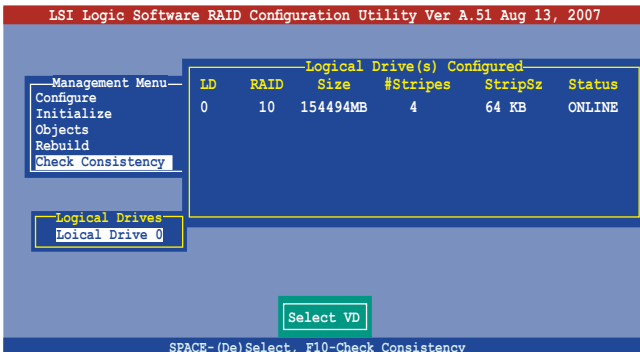 LSI Logic Software RAID Configuration Utility Ver A.51 Aug 13, 2007
Logical Drive(s) Configured
LD RAID Size #Stripes StripSz Status
0 10 154494MB 4 64 KB ONLINE
Management Menu
Configure
Initialize
Objects
Rebuild
Check Consistency
Logical Drives
Loical Drive 0
Select VD
SPACE-(De)Select, F10-Check Consistency